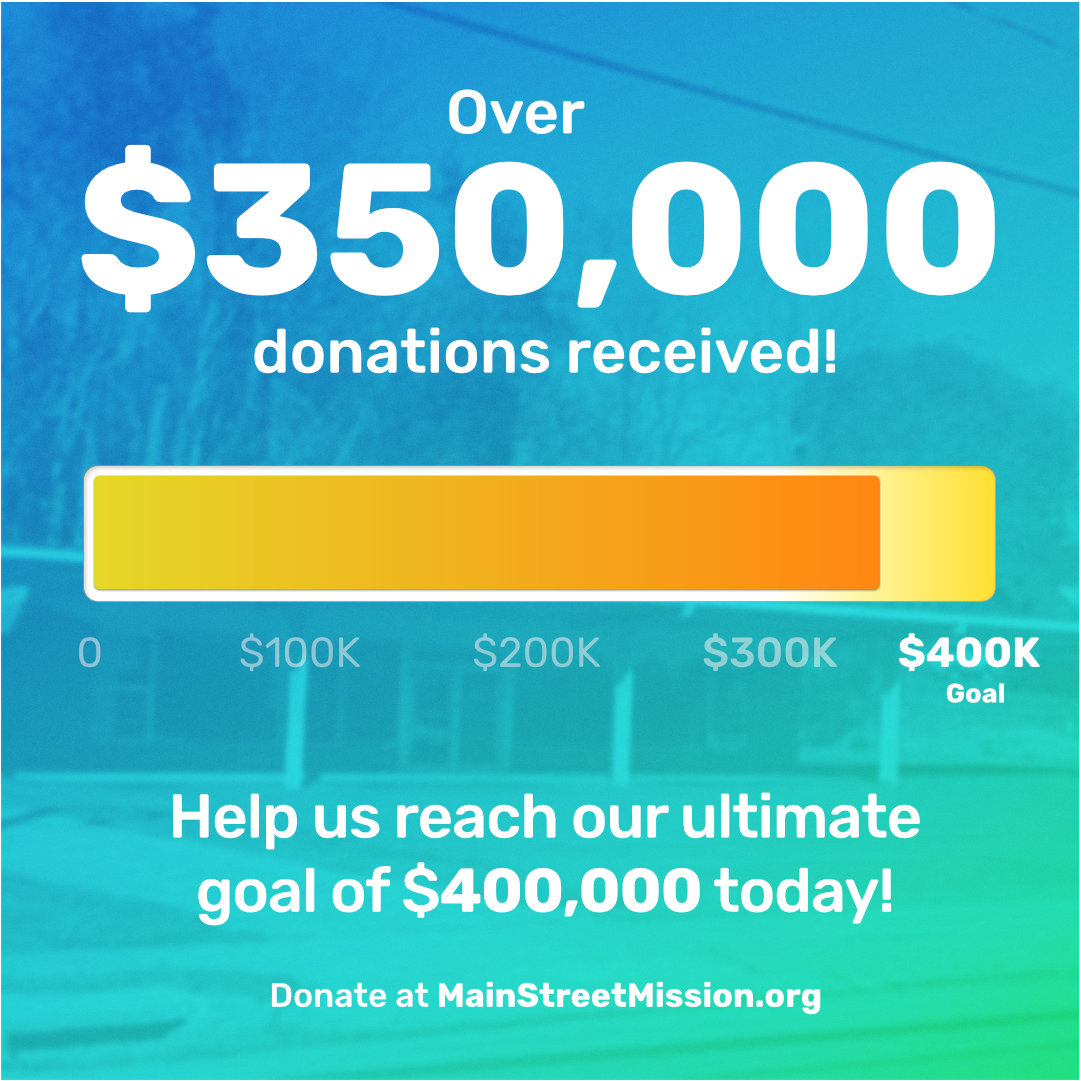 Over
$350,000
donations received!
0 $100K $200K $300K $400K
Goal
Help us reach our ultimate
goal of $400,000 today!
Donate at MainStreetMission.org